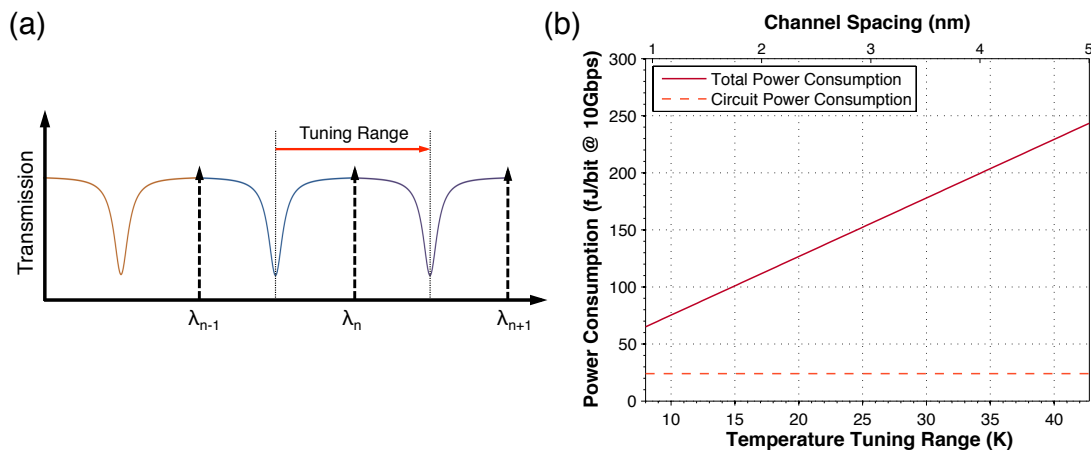 (a)
Tuning Range
Transmission
λn-1
λn
λn+1
(b)
Channel Spacing (nm)
1 2 3 4 5
Total Power Consumption
Circuit Power Consumption
Power Consumption (fJ/bit @ 10Gbps)
300
250
200
150
100
50
0
10 15 20 25 30 35 40
Temperature Tuning Range (K)